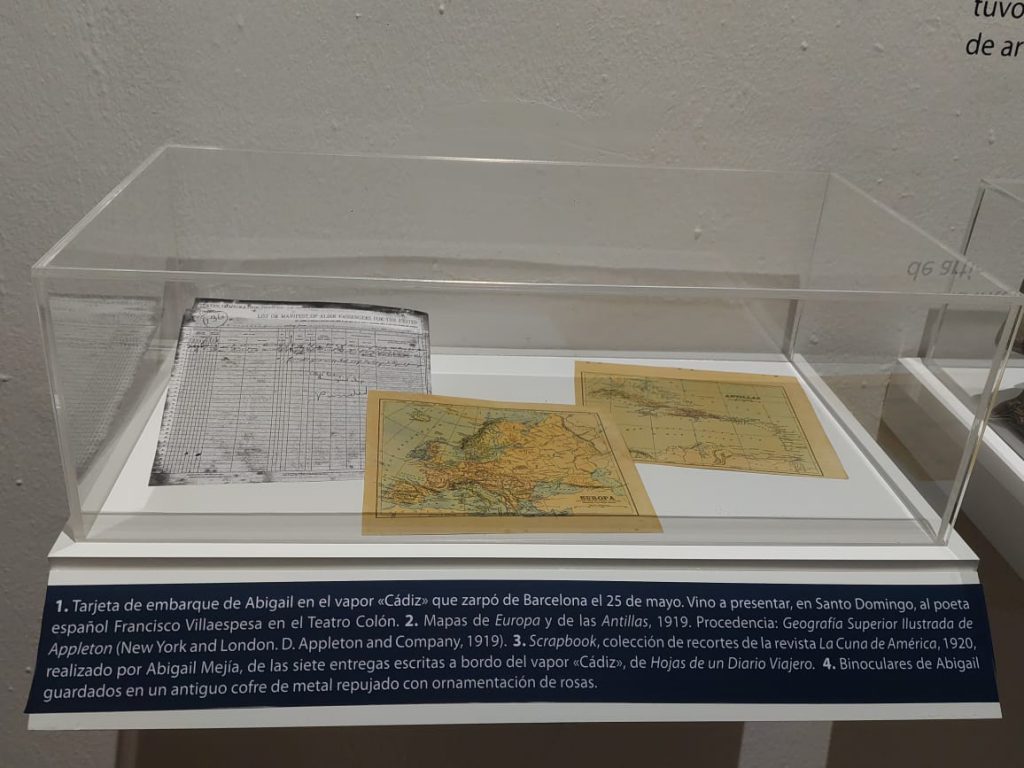 tuvo
de ar
LIST OR MANIFEST OF ALIEN PASSENGERS FOR THE UNITED
ANTILLAS
EUROPA
1. Tarjeta de embarque de Abigail en el vapor «Cádiz» que zarpó de Barcelona el 25 de mayo. Vino a presentar, en Santo Domingo, al poeta
español Francisco Villaespesa en el Teatro Colón. 2. Mapas de Europa y de las Antillas, 1919. Procedencia: Geografía Superior Ilustrada de
Appleton (New York and London. D. Appleton and Company, 1919). 3. Scrapbook, colección de recortes de la revista La Cuna de América, 1920,
realizado por Abigail Mejía, de las siete entregas escritas a bordo del vapor «Cádiz», de Hojas de un Diario Viajero. 4. Binoculares de Abigail
guardados en un antiguo cofre de metal repujado con ornamentación de rosas.